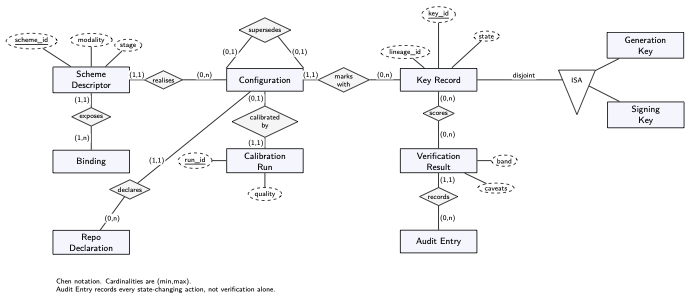 key_id
supersedes
scheme_id
modality
stage
lineage_id
state
Generation
Key
(0,1)
(0,1)
Scheme
Descriptor
(1,1)
realises
(0,n)
Configuration
(1,1)
marks
with
(0,n)
Key Record
disjoint
ISA
(1,1)
(0,1)
(0,n)
exposes
calibrated
by
scores
Signing
Key
(1,n)
(1,1)
(0,n)
Binding
(1,1)
run_id
Calibration
Run
Verification
Result
band
declares
quality
(1,1)
caveats
records
(0,n)
(0,n)
Repo
Declaration
Audit Entry
Chen notation. Cardinalities are (min,max).
Audit Entry records every state-changing action, not verification alone.